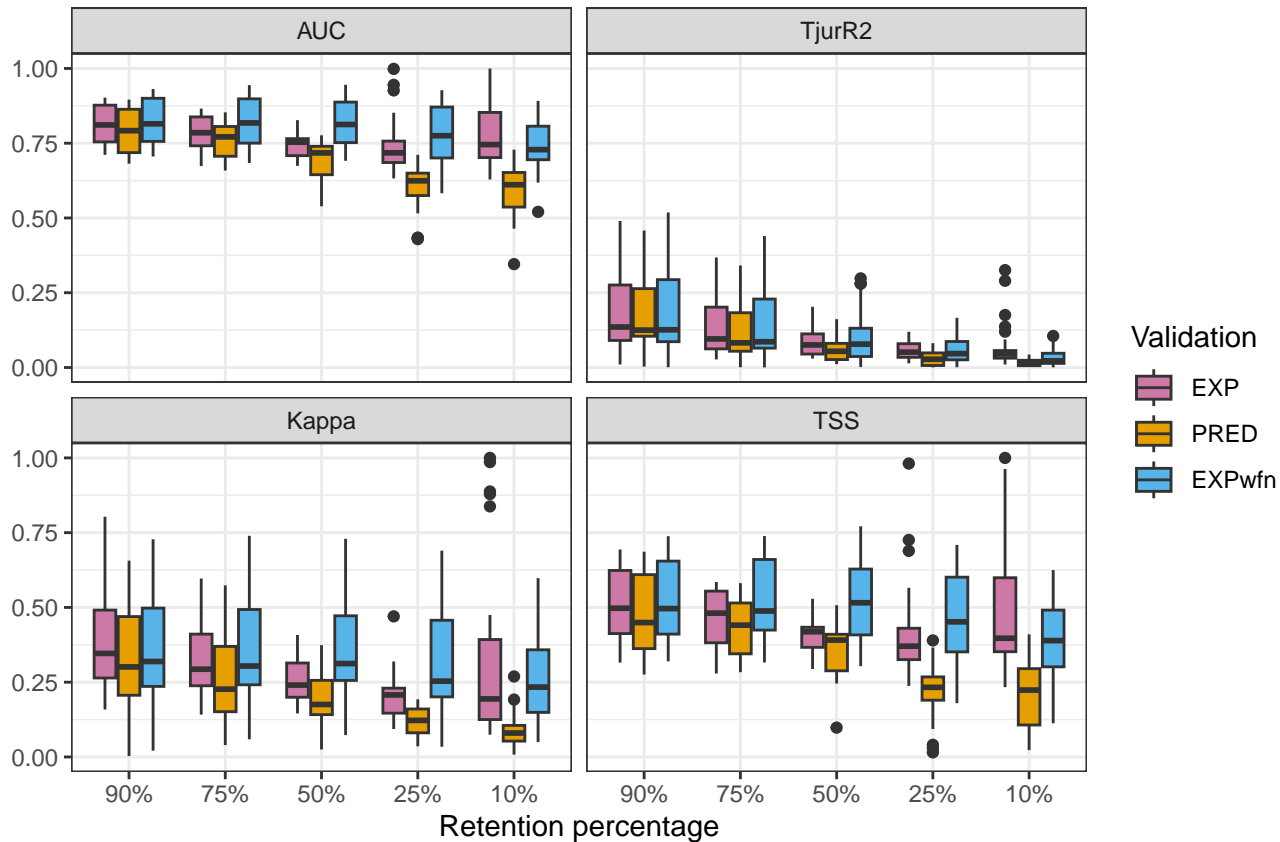 AUC
TjurR2
1.00
0.75
0.50
0.25
0.00
Kappa
TSS
1.00
0.75
0.50
0.25
0.00
90% 75% 50% 25% 10%
90% 75% 50% 25% 10%
Retention percentage
Validation
EXP
PRED
EXPwfn